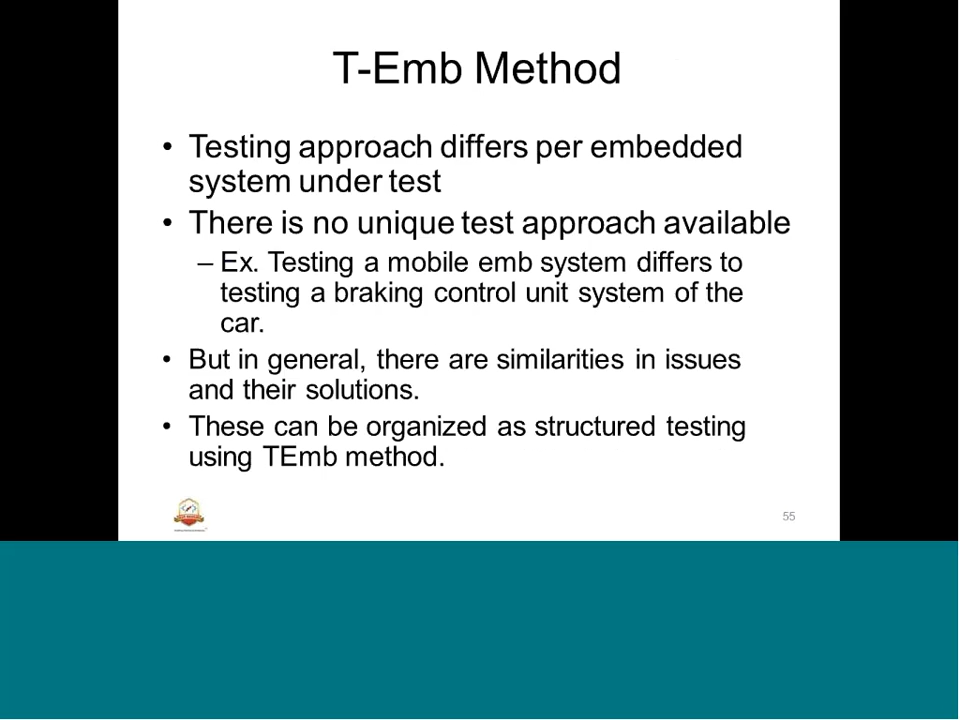 T-Emb Method
• Testing approach differs per embedded
system under test
• There is no unique test approach available
– Ex. Testing a mobile emb system differs to
testing a braking control unit system of the
car.
• But in general, there are similarities in issues
and their solutions.
• These can be organized as structured testing
using TEmb method.
55